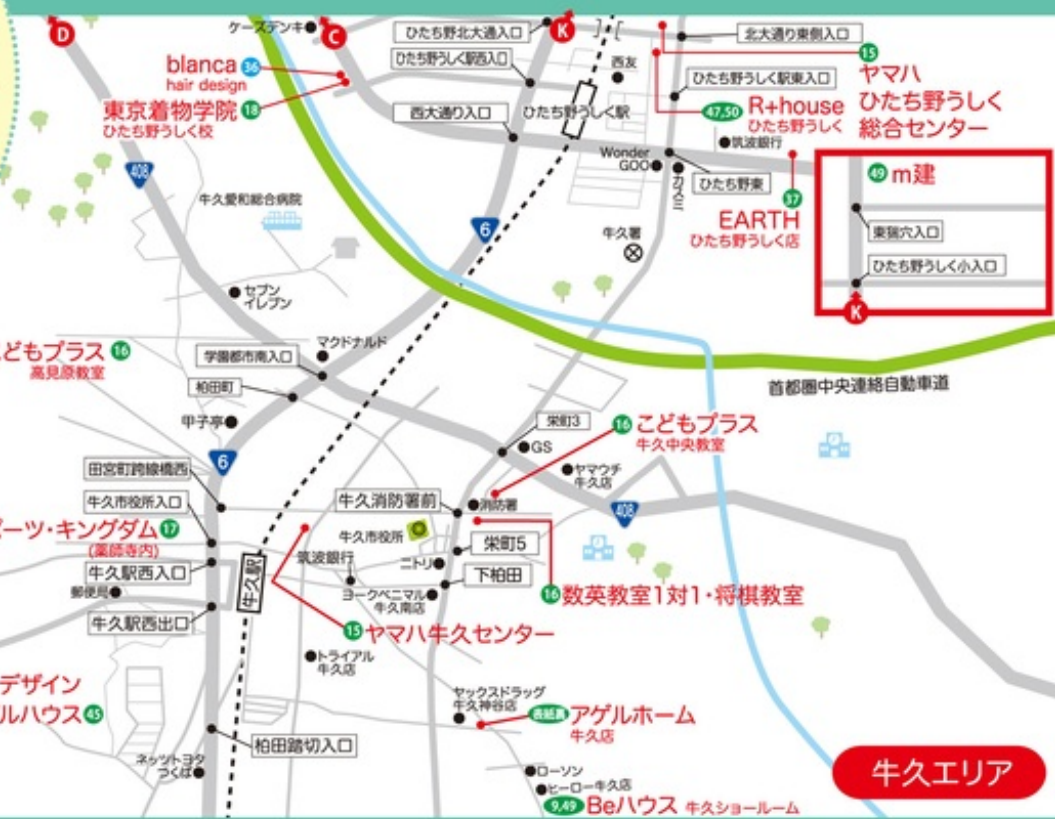 D
ケーズデンキ
C
ひたち野北大通入口
K
北大通り東側入口
15
ヤマハ
ひたち野うしく
総合センター
blanca 36
hair design
東京着物学院 18
ひたち野うしく校
ひたち野うしく駅西入口
西友
ひたち野うしく駅東入口
西大通り入口
ひたち野うしく駅
47,50 R+house
ひたち野うしく
筑波銀行
Wonder
GOO
カスミ
ひたち野東
37
EARTH
ひたち野うしく店
49 m建
東猯穴入口
ひたち野うしく小入口
K
408
牛久愛和総合病院
6
牛久署
セブン
イレブン
マクドナルド
こどもプラス 16
高見原教室
学園都市南入口
柏田町
首都圏中央連絡自動車道
甲子亭
栄町3
16 こどもプラス
牛久中央教室
GS
ヤマウチ
牛久店
6
田宮町跨線橋西
牛久市役所入口
牛久消防署前
消防署
408
ーツ・キングダム 17
(薬師寺内)
牛久市役所
栄町5
牛久駅西入口
筑波銀行
ニトリ
下柏田
郵便局
牛久駅
ヨークベニマル
牛久南店
16 数英教室1対1・将棋教室
牛久駅西出口
15 ヤマハ牛久センター
トライアル
牛久店
デザイン
ルハウス 45
ヤックスドラッグ
牛久神谷店
表紙裏 アゲルホーム
牛久店
柏田踏切入口
ネッツトヨタ
つくば
ローソン
ヒーロー牛久店
9,49 Beハウス 牛久ショールーム
牛久エリア